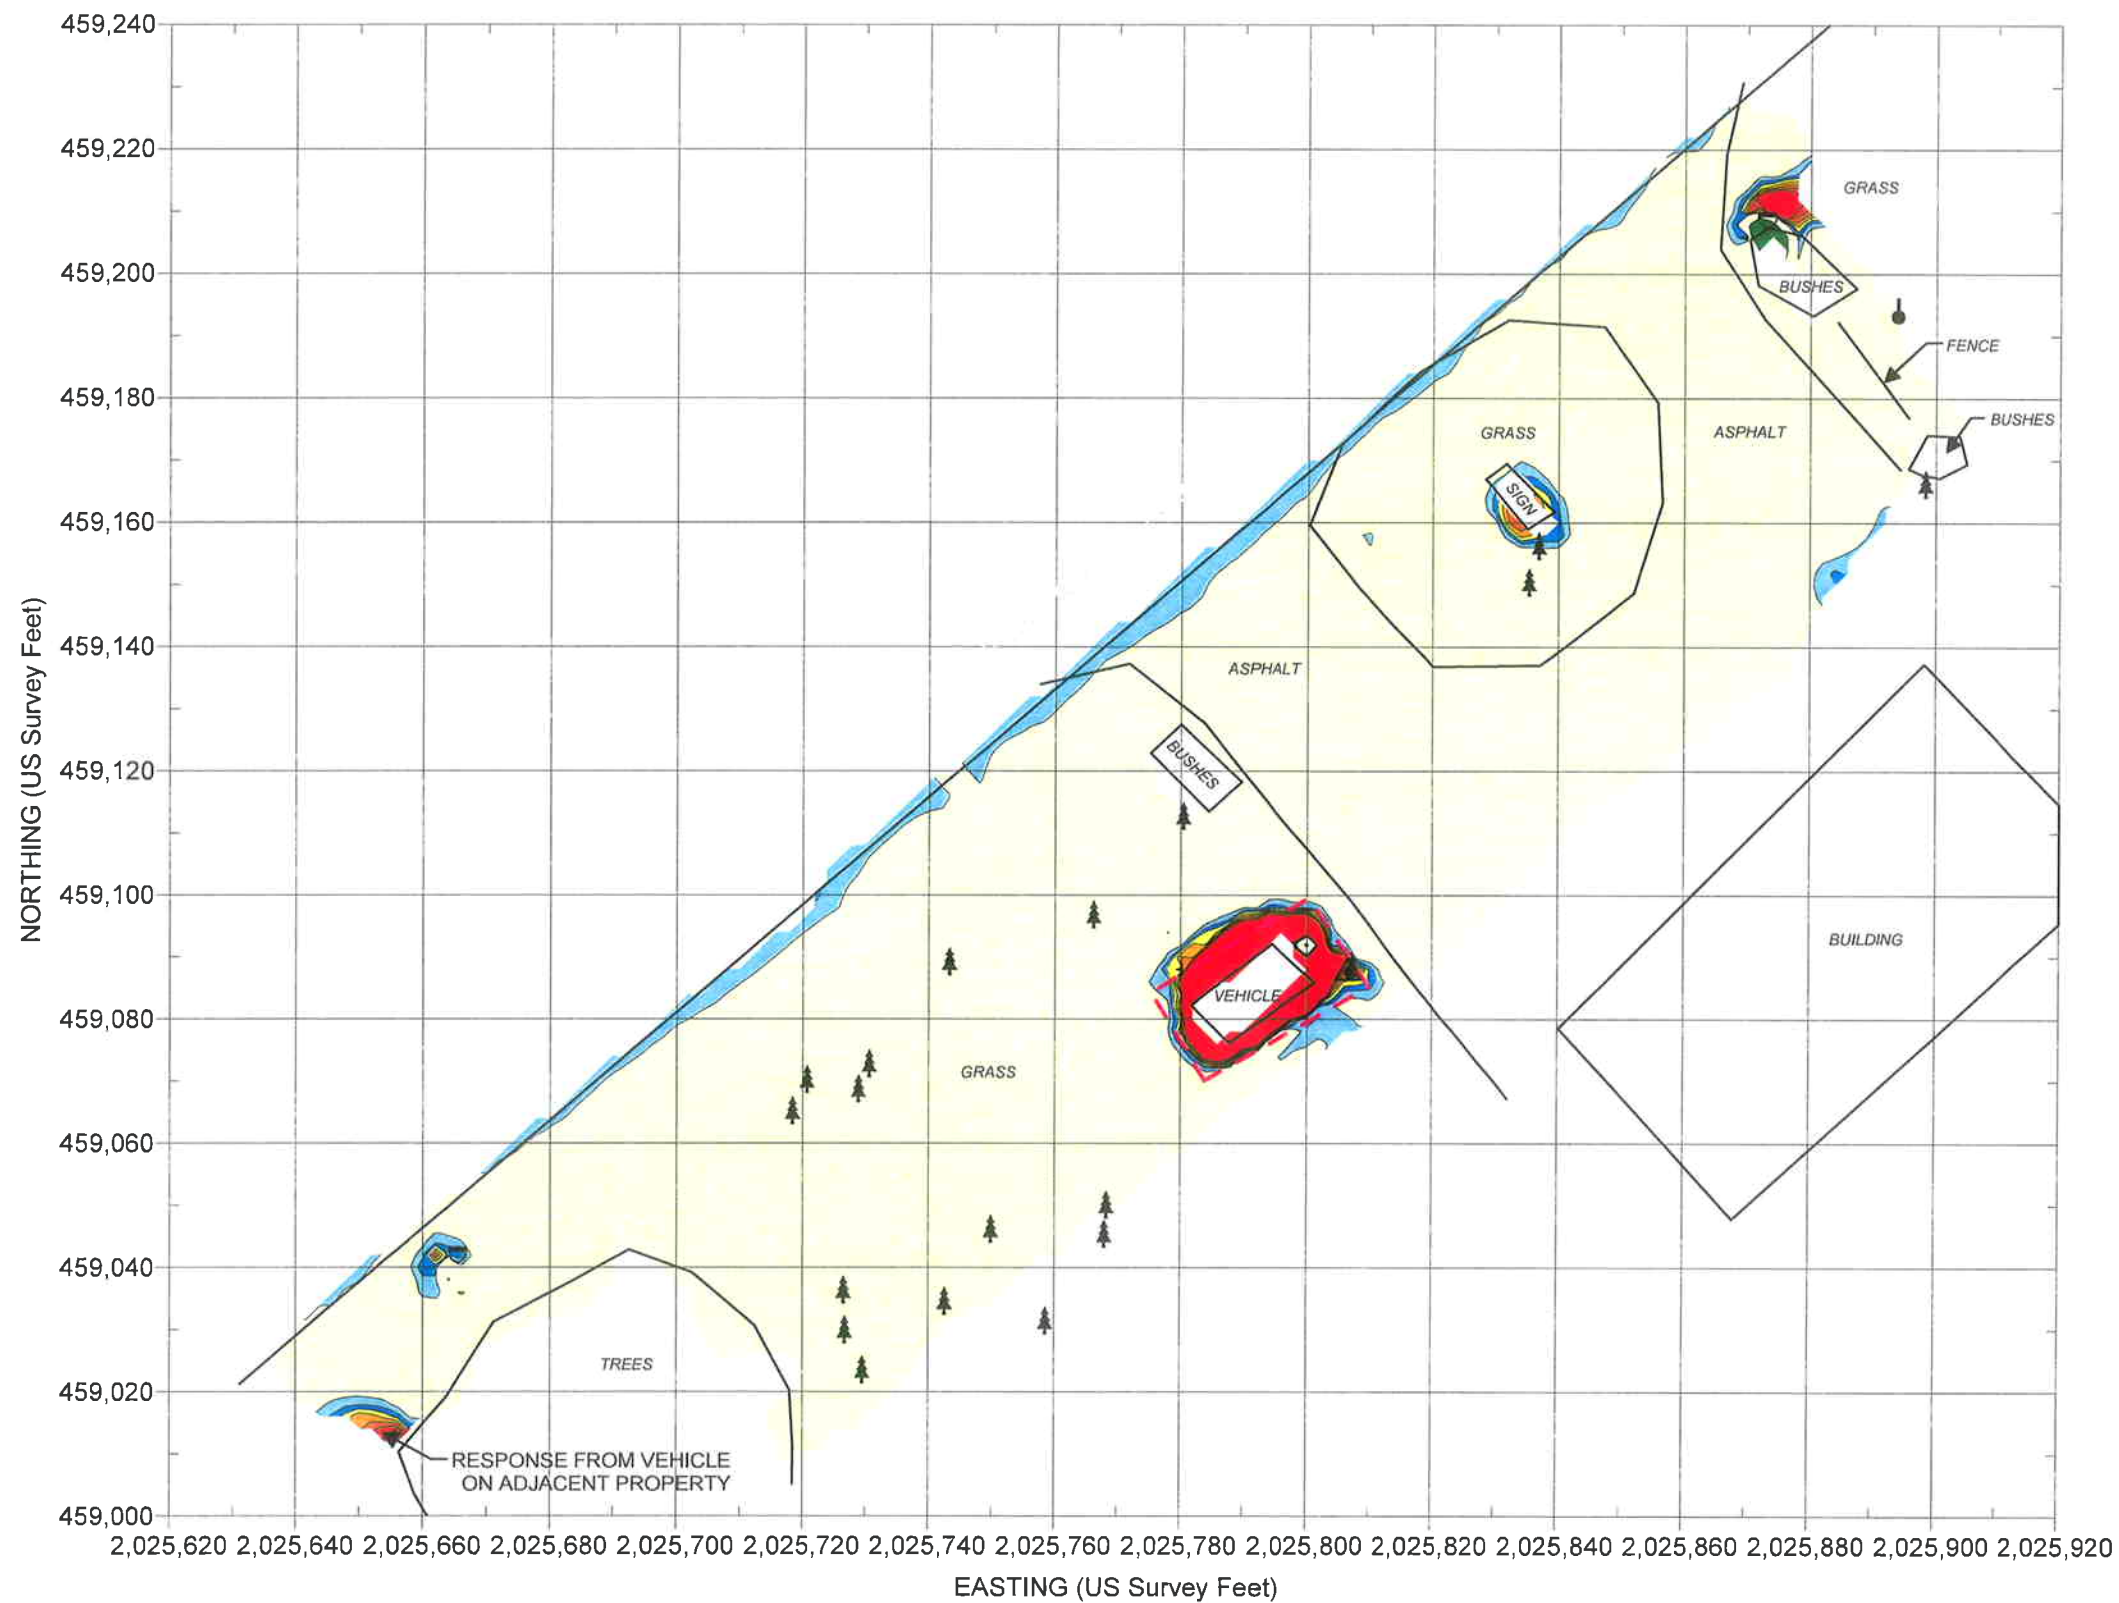 459,240
459,220
GRASS
459,200
BUSHES
FENCE
459,180
BUSHES
GRASS
ASPHALT
SIGN
459,160
459,140
ASPHALT
459,120
BUSHES
459,100
BUILDING
VEHICLE
459,080
GRASS
459,060
459,040
TREES
459,020
RESPONSE FROM VEHICLE
ON ADJACENT PROPERTY
459,000
NORTHING (US Survey Feet)
2,025,620 2,025,640 2,025,660 2,025,680 2,025,700 2,025,720 2,025,740 2,025,760 2,025,780 2,025,800 2,025,820 2,025,840 2,025,860 2,025,880 2,025,900 2,025,920
EASTING (US Survey Feet)